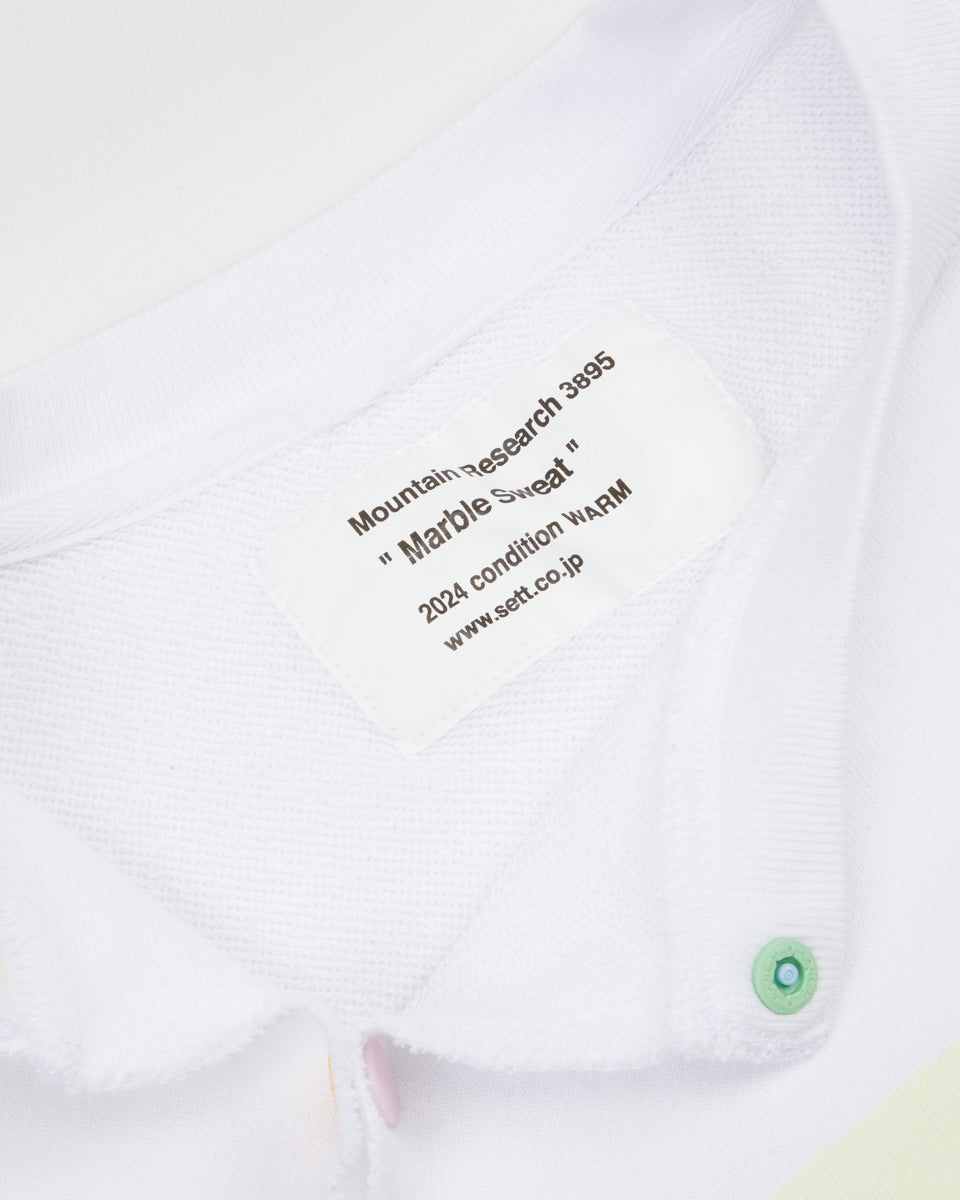 Mountain Research 3895
" Marble Sweat "
2024 condition WARM
www.sett.co.jp